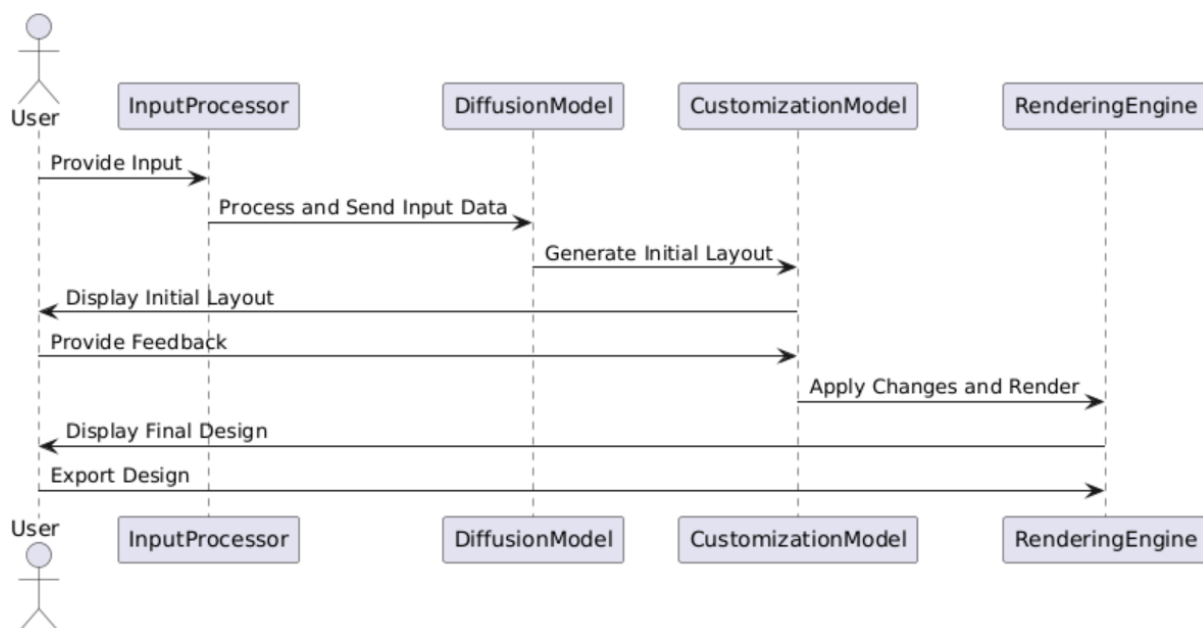 User
InputProcessor
DiffusionModel
CustomizationModel
RenderingEngine
Provide Input
Process and Send Input Data
Generate Initial Layout
Display Initial Layout
Provide Feedback
Apply Changes and Render
Display Final Design
Export Design
User
InputProcessor
DiffusionModel
CustomizationModel
RenderingEngine